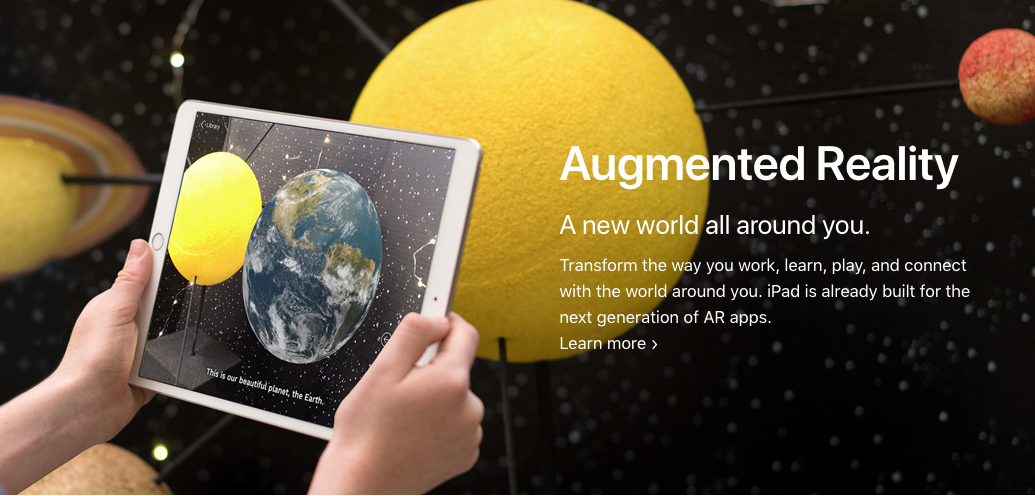 Library
This is our beautiful planet, the Earth.
Augmented Reality
A new world all around you.
Transform the way you work, learn, play, and connect
with the world around you. iPad is already built for the
next generation of AR apps.
Learn more ›